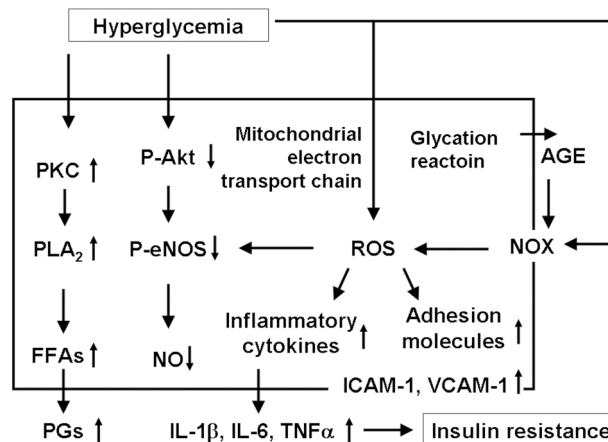 Hyperglycemia
Mitochondrial
electron
transport chain
Glycation
reactoin
AGE
PKC ↑
P-Akt ↓
PLA₂ ↑
P-eNOS ↓
ROS
NOX
Inflammatory
cytokines ↑
Adhesion
molecules ↑
FFAs ↑
NO ↓
ICAM-1, VCAM-1 ↑
PGs ↑
IL-1β, IL-6, TNFα ↑
Insulin resistance